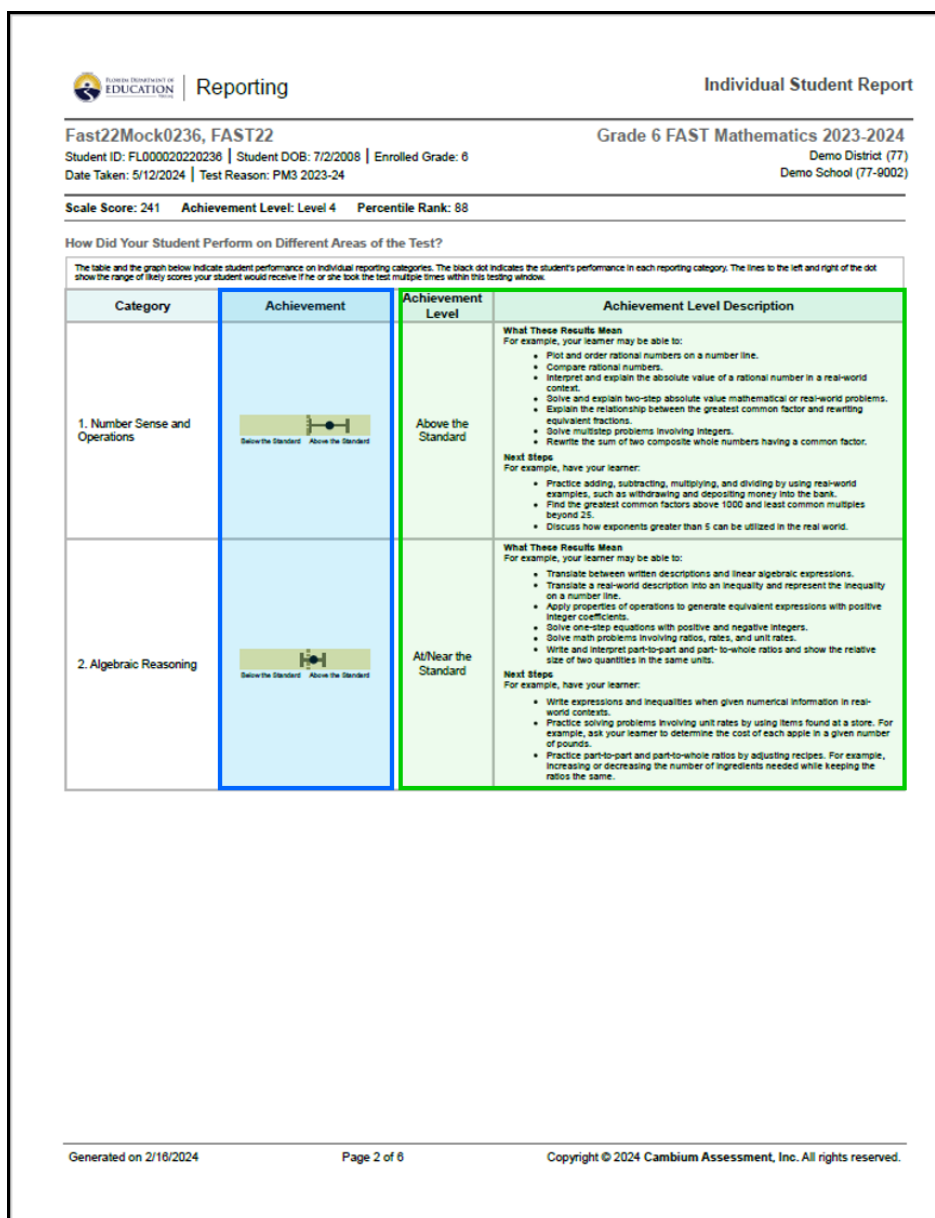 FLORIDA DEPARTMENT OF
EDUCATION
Reporting
Individual Student Report
Fast22Mock0236, FAST22
Grade 6 FAST Mathematics 2023-2024
Student ID: FL000020220236 | Student DOB: 7/2/2008 | Enrolled Grade: 6
Demo District (77)
Date Taken: 5/12/2024 | Test Reason: PM3 2023-24
Demo School (77-9002)
Scale Score: 241 Achievement Level: Level 4 Percentile Rank: 88
How Did Your Student Perform on Different Areas of the Test?
The table and the graph below indicate student performance on individual reporting categories. The black dot indicates the student's performance in each reporting category. The lines to the left and right of the dot
show the range of likely scores your student would receive if he or she took the test multiple times within this testing window.
Category
Achievement
Achievement
Level
Achievement Level Description
1. Number Sense and
Operations
Below the Standard Above the Standard
Above the
Standard
What These Results Mean
For example, your learner may be able to:
• Plot and order rational numbers on a number line.
• Compare rational numbers.
• Interpret and explain the absolute value of a rational number in a real-world
context.
• Solve and explain two-step absolute value mathematical or real-world problems.
• Explain the relationship between the greatest common factor and rewriting
equivalent fractions.
• Solve multistep problems involving integers.
• Rewrite the sum of two composite whole numbers having a common factor.
Next Steps
For example, have your learner:
• Practice adding, subtracting, multiplying, and dividing by using real-world
examples, such as withdrawing and depositing money into the bank.
• Find the greatest common factors above 1000 and least common multiples
beyond 25.
• Discuss how exponents greater than 5 can be utilized in the real world.
2. Algebraic Reasoning
Below the Standard Above the Standard
At/Near the
Standard
What These Results Mean
For example, your learner may be able to:
• Translate between written descriptions and linear algebraic expressions.
• Translate a real-world description into an inequality and represent the inequality
on a number line.
• Apply properties of operations to generate equivalent expressions with positive
integer coefficients.
• Solve one-step equations with positive and negative integers.
• Solve math problems involving ratios, rates, and unit rates.
• Write and interpret part-to-part and part- to-whole ratios and show the relative
size of two quantities in the same units.
Next Steps
For example, have your learner:
• Write expressions and inequalities when given numerical information in real-
world contexts.
• Practice solving problems involving unit rates by using items found at a store. For
example, ask your learner to determine the cost of each apple in a given number
of pounds.
• Practice part-to-part and part-to-whole ratios by adjusting recipes. For example,
increasing or decreasing the number of ingredients needed while keeping the
ratios the same.
Generated on 2/16/2024
Page 2 of 6
Copyright © 2024 Cambium Assessment, Inc. All rights reserved.